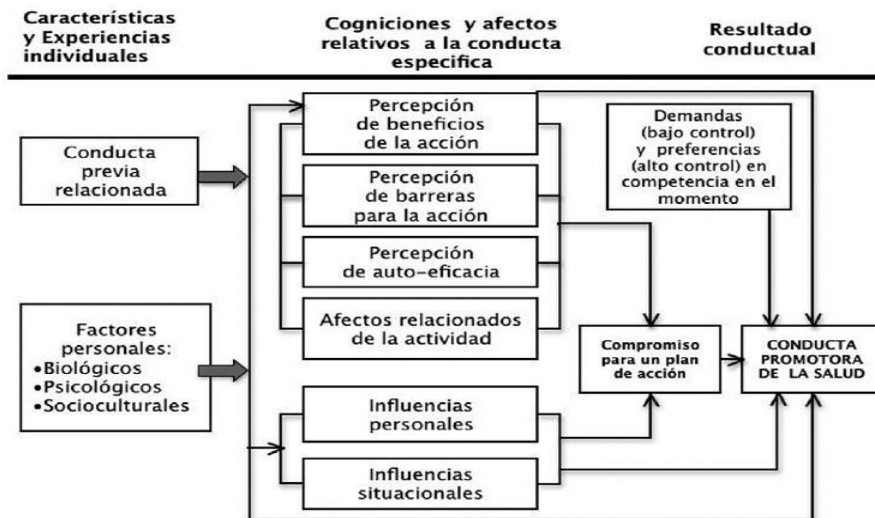 Características
y Experiencias
individuales
Cogniciones y afectos
relativos a la conducta
especifica
Resultado
conductual
Conducta
previa
relacionada
Factores
personales:
•Biológicos
•Psicológicos
•Socioculturales
Percepción
de beneficios
de la acción
Percepción
de barreras
para la acción
Percepción
de auto-eficacia
Afectos relacionados
de la actividad
Influencias
personales
Influencias
situacionales
Demandas
(bajo control)
y preferencias
(alto control) en
competencia en el
momento
Compromiso
para un plan
de acción
CONDUCTA
PROMOTORA
DE LA SALUD